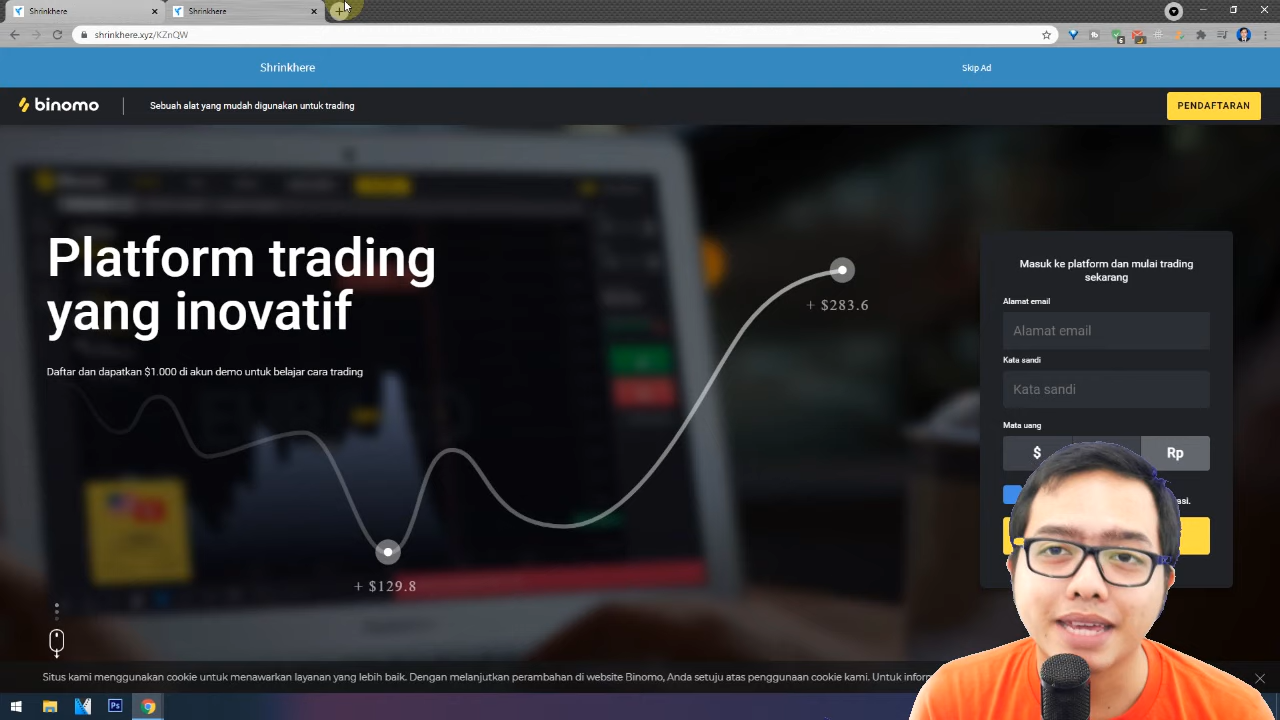 Shrinkhere
Shrinkhere
shrinkhere.xyz/KZnQW
Shrinkhere
Skip Ad
binomo
Sebuah alat yang mudah digunakan untuk trading
PENDAFTARAN
Platform trading
yang inovatif
Daftar dan dapatkan $1.000 di akun demo untuk belajar cara trading
+ $283.6
+ $129.8
Masuk ke platform dan mulai trading
sekarang
Alamat email
Alamat email
Kata sandi
Kata sandi
Mata uang
$
Rp
Situs kami menggunakan cookie untuk menawarkan layanan yang lebih baik. Dengan melanjutkan perambahan di website Binomo, Anda setuju atas penggunaan cookie kami. Untuk
Ps